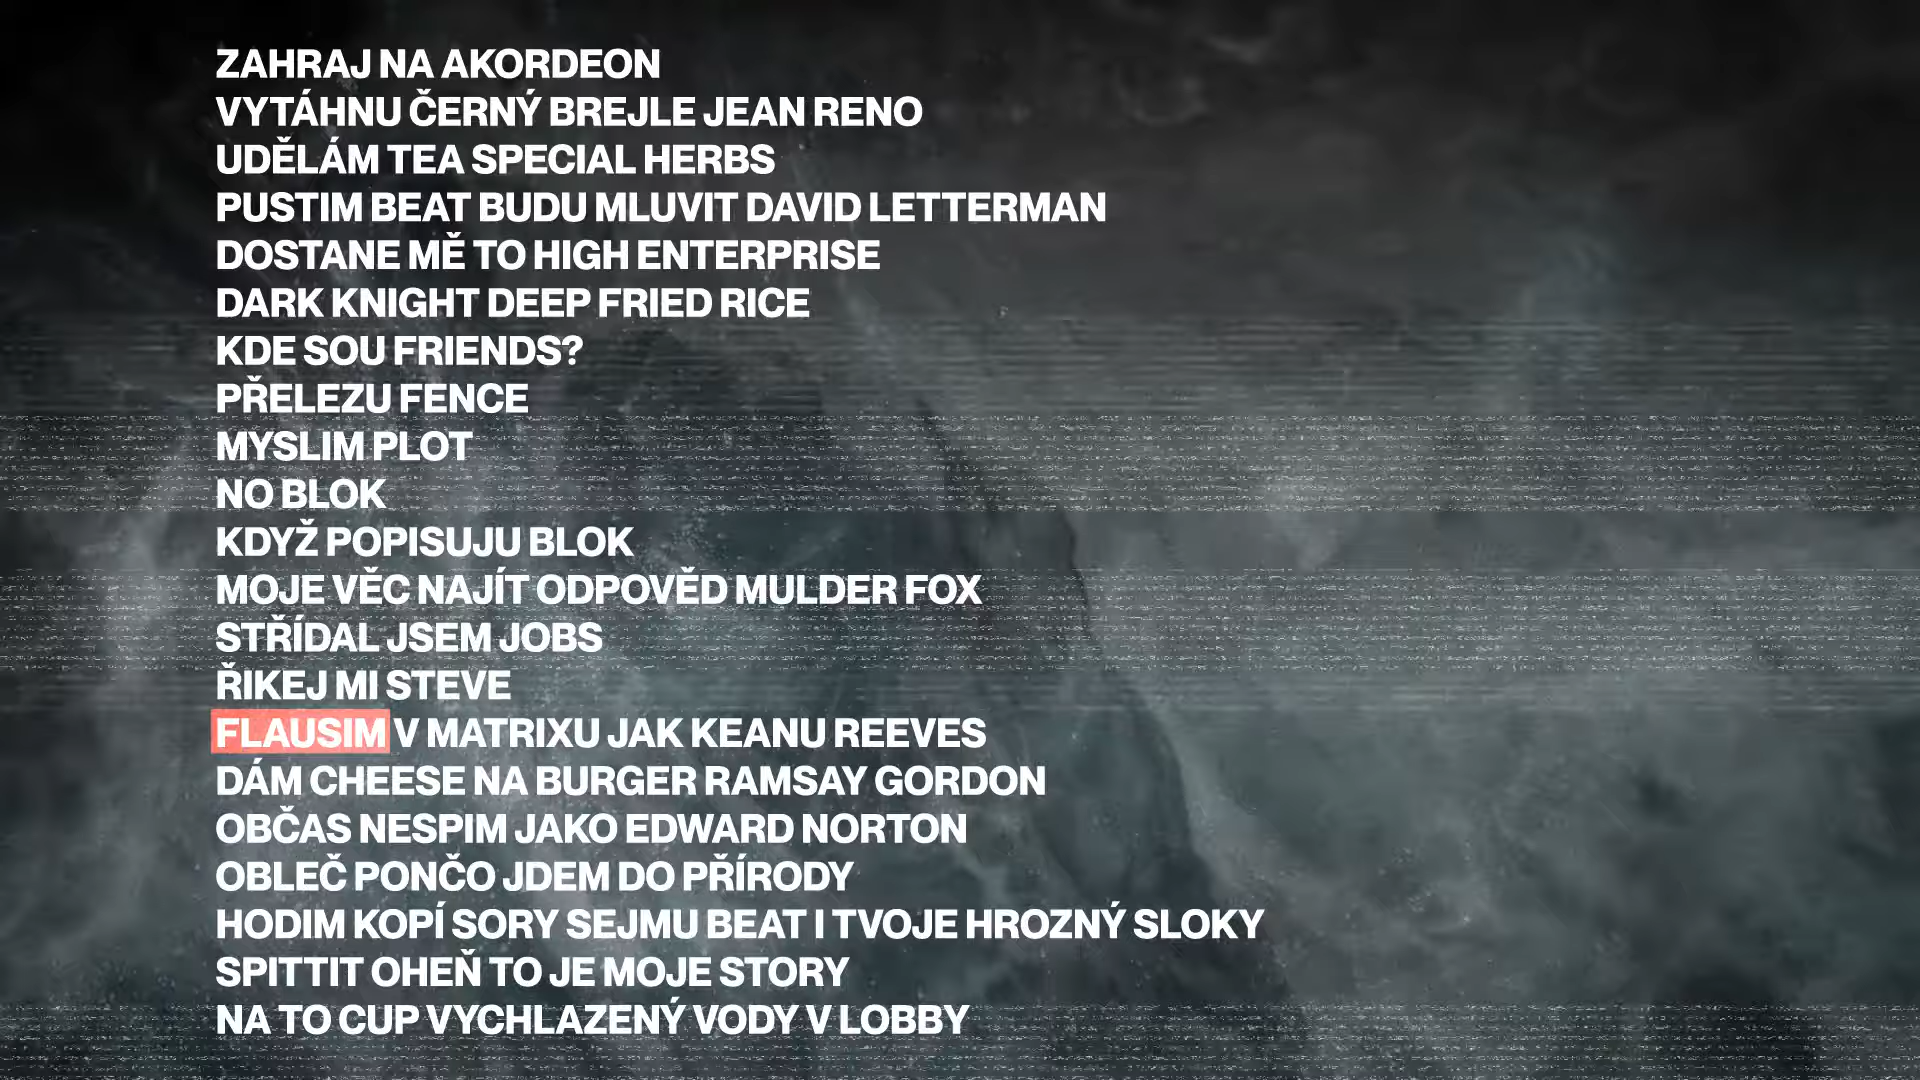 ZAHRAJ NA AKORDEON
VYTÁHNU ČERNÝ BREJLE JEAN RENO
UDĚLÁM TEA SPECIAL HERBS
PUSTIM BEAT BUDU MLUVIT DAVID LETTERMAN
DOSTANE MĚ TO HIGH ENTERPRISE
DARK KNIGHT DEEP FRIED RICE
KDE SOU FRIENDS?
PŘELEZU FENCE
MYSLIM PLOT
NO BLOK
KDYŽ POPISUJU BLOK
MOJE VĚC NAJÍT ODPOVĚD MULDER FOX
STŘÍDAL JSEM JOBS
ŘIKEJ MI STEVE
FLAUSIM V MATRIXU JAK KEANU REEVES
DÁM CHEESE NA BURGER RAMSAY GORDON
OBČAS NESPIM JAKO EDWARD NORTON
OBLEČ PONČO JDEM DO PŘÍRODY
HODIM KOPÍ SORY SEJMU BEAT I TVOJE HROZNÝ SLOKY
SPITTIT OHEŇ TO JE MOJE STORY
NA TO CUP VYCHLAZENÝ VODY V LOBBY